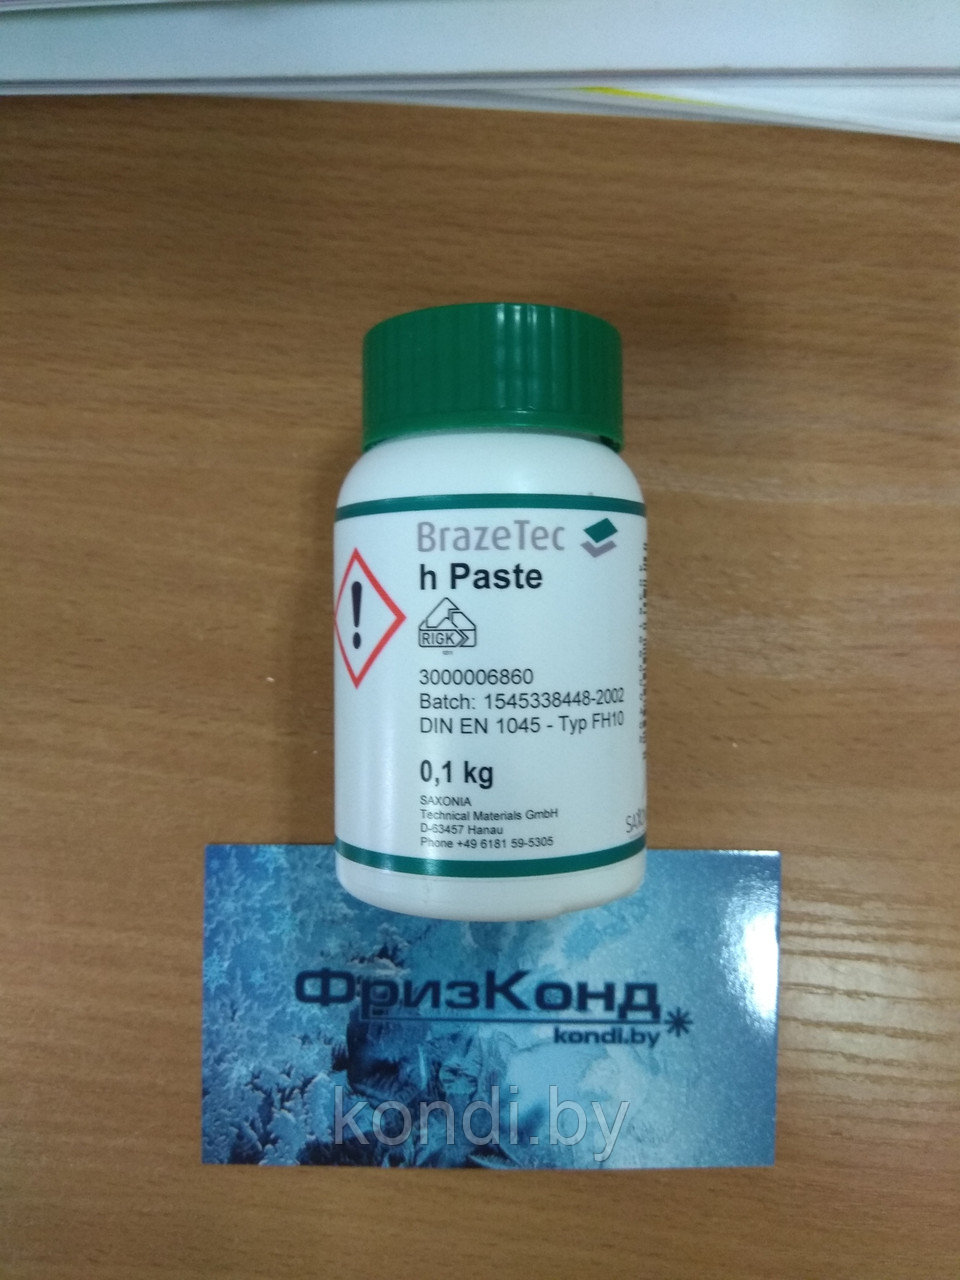 BrazeTec
h Paste
RIGK
3000006860
Batch: 1545338448-2002
DIN EN 1045 - Typ FH10
0,1 kg
SAXONIA
Technical Materials GmbH
D-63457 Hanau
Phone +49 6181 59-5305
ФризКонд
kondi.by
kondi.by